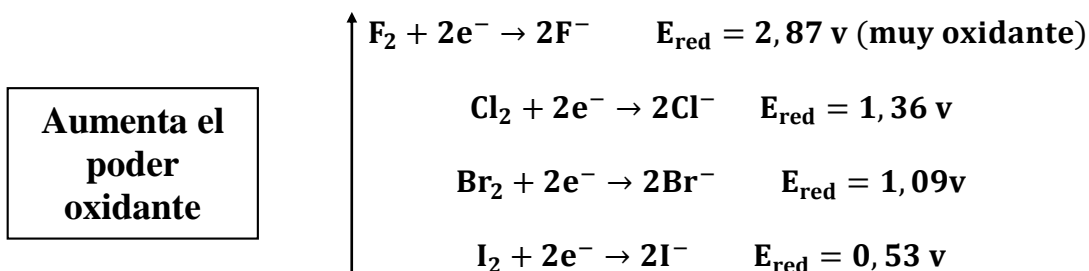 F₂ + 2e⁻ → 2F⁻ E_red = 2,87 v (muy oxidante)
Cl₂ + 2e⁻ → 2Cl⁻ E_red = 1,36 v
Aumenta el
poder
oxidante
Br₂ + 2e⁻ → 2Br⁻ E_red = 1,09v
I₂ + 2e⁻ → 2I⁻ E_red = 0,53 v